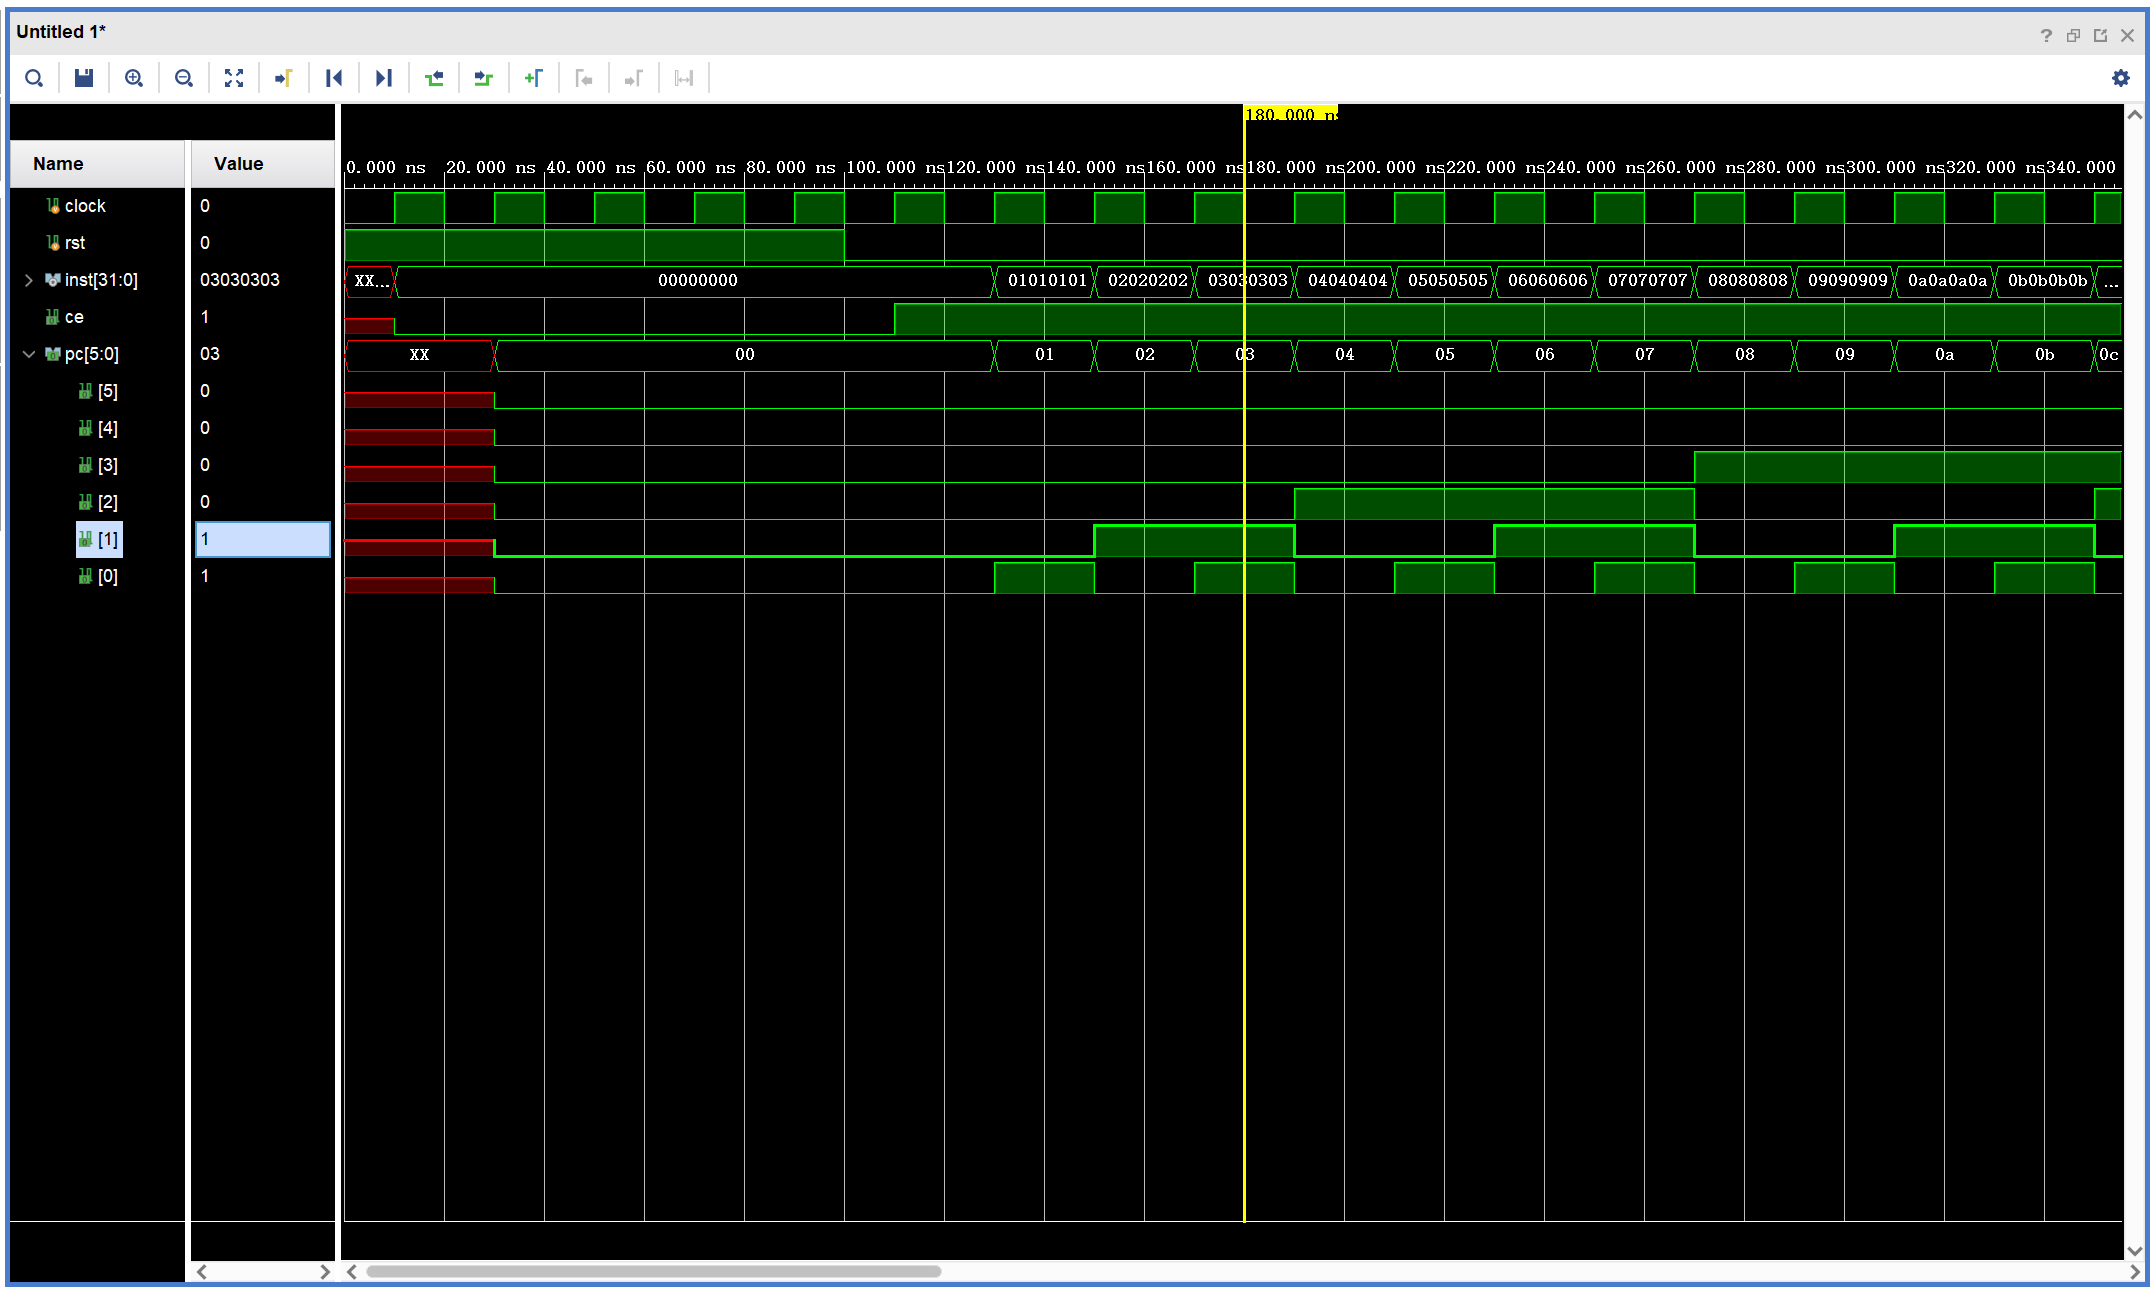 Untitled 1*
180.000 n
Name Value
0.000 ns 20.000 ns 40.000 ns 60.000 ns 80.000 ns 100.000 ns 120.000 ns 140.000 ns 160.000 ns 180.000 ns 200.000 ns 220.000 ns 240.000 ns 260.000 ns 280.000 ns 300.000 ns 320.000 ns 340.000
clock 0
rst 0
inst[31:0] 03030303 XX... 00000000 01010101 02020202 03030303 04040404 05050505 06060606 07070707 08080808 09090909 0a0a0a0a 0b0b0b0b ...
ce 1
pc[5:0] 03 XX 00 01 02 03 04 05 06 07 08 09 0a 0b 0c
[5] 0
[4] 0
[3] 0
[2] 0
[1] 1
[0] 1